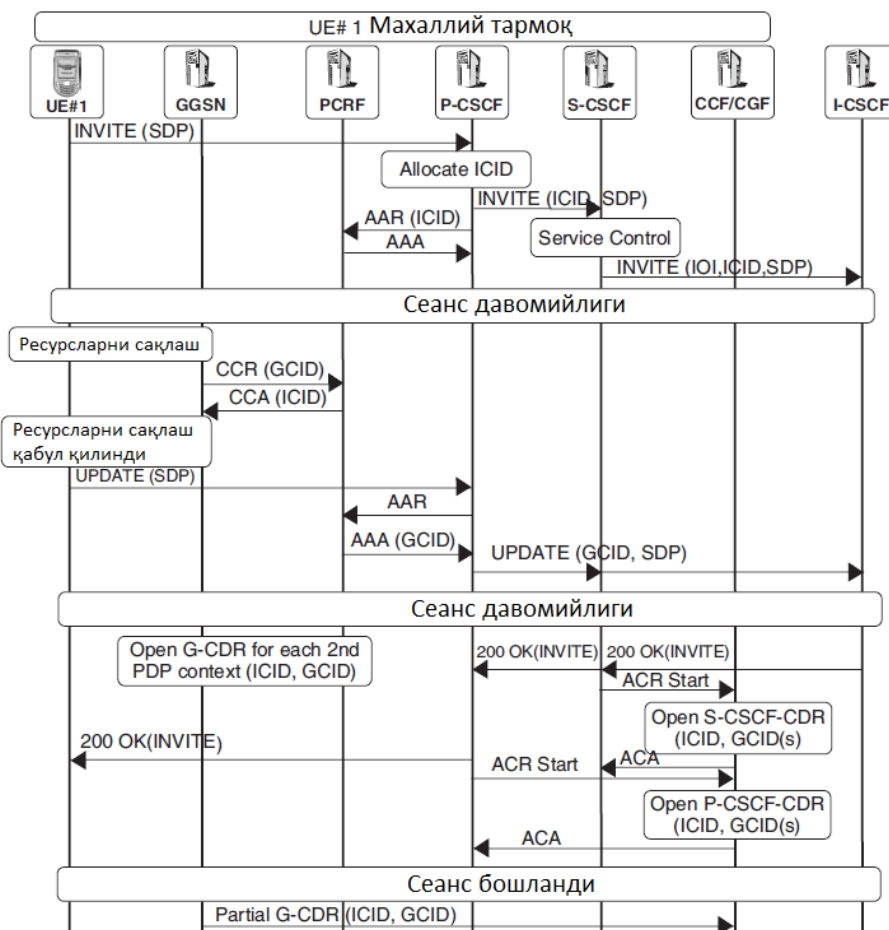 UE# 1 Махаллий тармоқ
UE#1
GGSN
PCRF
P-CSCF
S-CSCF
CCF/CGF
I-CSCF
INVITE (SDP)
Allocate ICID
INVITE (ICID, SDP)
AAR (ICID)
AAA
Service Control
INVITE (IOI,ICID,SDP)
Сеанс давомийлиги
Ресурсларни сақлаш
CCR (GCID)
CCA (ICID)
Ресурсларни сақлаш
қабул қилинди
UPDATE (SDP)
AAR
AAA (GCID)
UPDATE (GCID, SDP)
Сеанс давомийлиги
Open G-CDR for each 2nd
PDP context (ICID, GCID)
200 OK(INVITE)
200 OK(INVITE)
ACR Start
Open S-CSCF-CDR
(ICID, GCID(s)
200 OK(INVITE)
ACA
ACR Start
Open P-CSCF-CDR
(ICID, GCID(s)
ACA
Сеанс бошланди
Partial G-CDR (ICID, GCID)